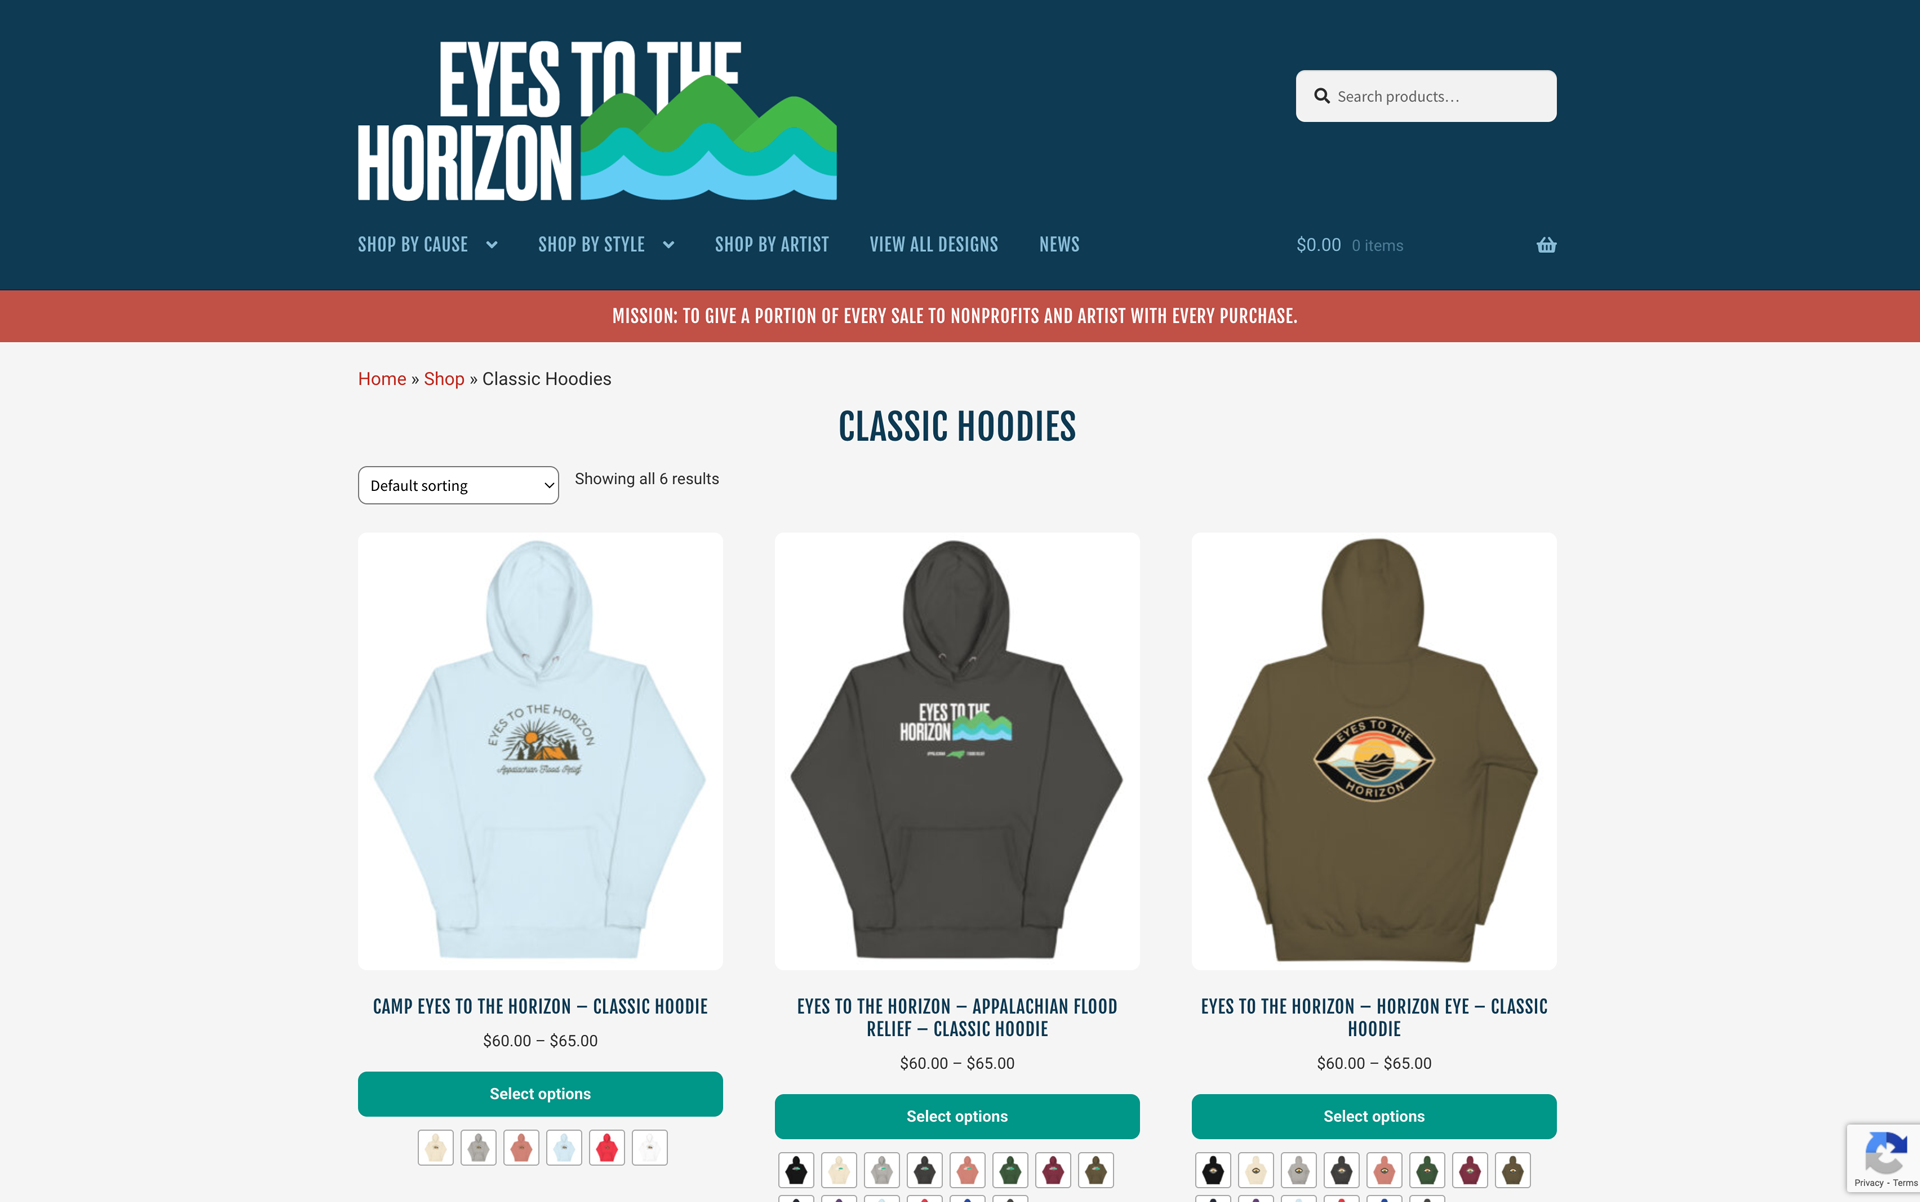 EYES TO THE
HORIZON
Search products…
SHOP BY CAUSE SHOP BY STYLE SHOP BY ARTIST VIEW ALL DESIGNS NEWS $0.00 0 items
MISSION: TO GIVE A PORTION OF EVERY SALE TO NONPROFITS AND ARTIST WITH EVERY PURCHASE.
Home » Shop » Classic Hoodies
CLASSIC HOODIES
Default sorting Showing all 6 results
EYES TO THE HORIZON
Appalachian Flood Relief
EYES TO THE
HORIZON
EYES TO THE
HORIZON
CAMP EYES TO THE HORIZON – CLASSIC HOODIE
$60.00 – $65.00
Select options
EYES TO THE HORIZON – APPALACHIAN FLOOD
RELIEF – CLASSIC HOODIE
$60.00 – $65.00
Select options
EYES TO THE HORIZON – HORIZON EYE – CLASSIC
HOODIE
$60.00 – $65.00
Select options
Privacy - Terms